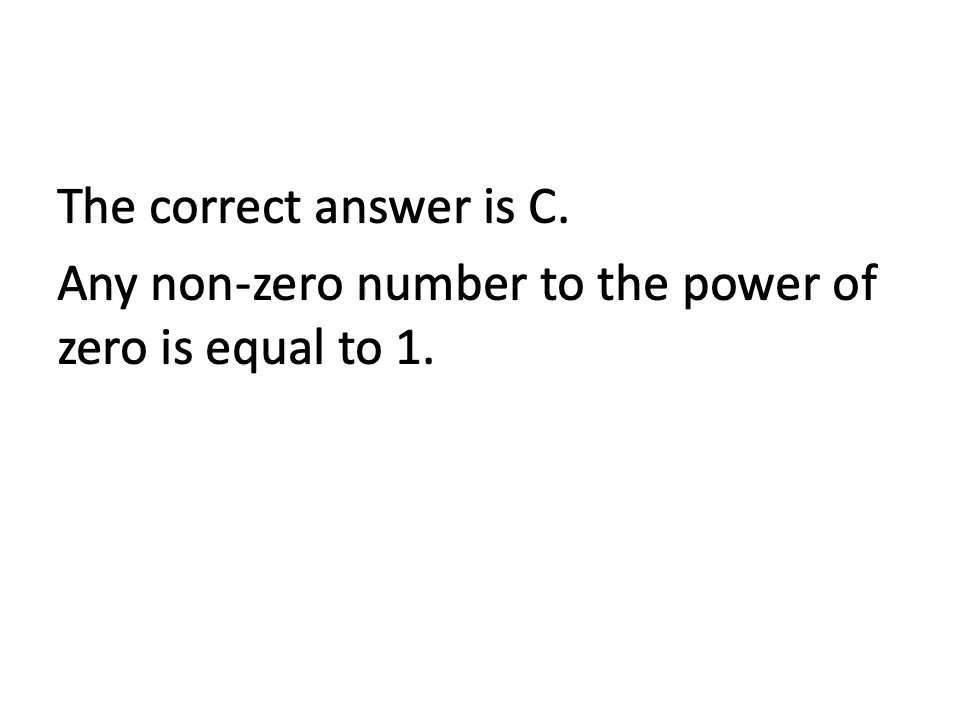 The correct answer is C.
Any non-zero number to the power of
zero is equal to 1.